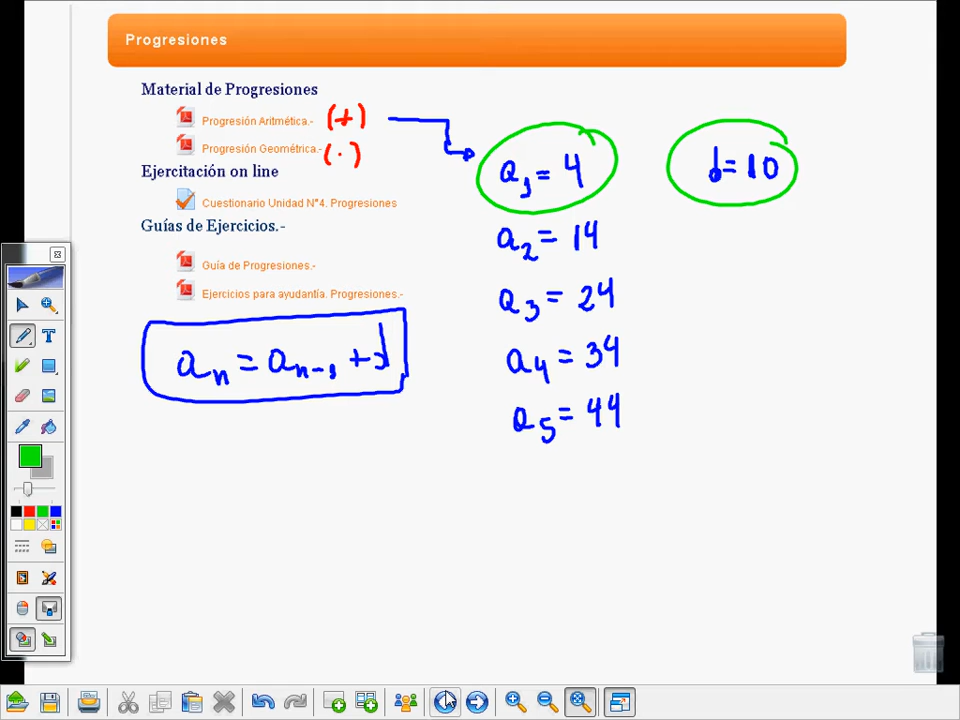 Progresiones
Material de Progresiones
Progresión Aritmética.- (+)
Progresión Geométrica.- (·)
Ejercitación on line
Cuestionario Unidad N°4. Progresiones
Guías de Ejercicios.-
Guía de Progresiones.-
Ejercicios para ayudantía. Progresiones.-
aₙ = aₙ₋₁ + d
a₁ = 4
d = 10
a₂ = 14
a₃ = 24
a₄ = 34
a₅ = 44
T